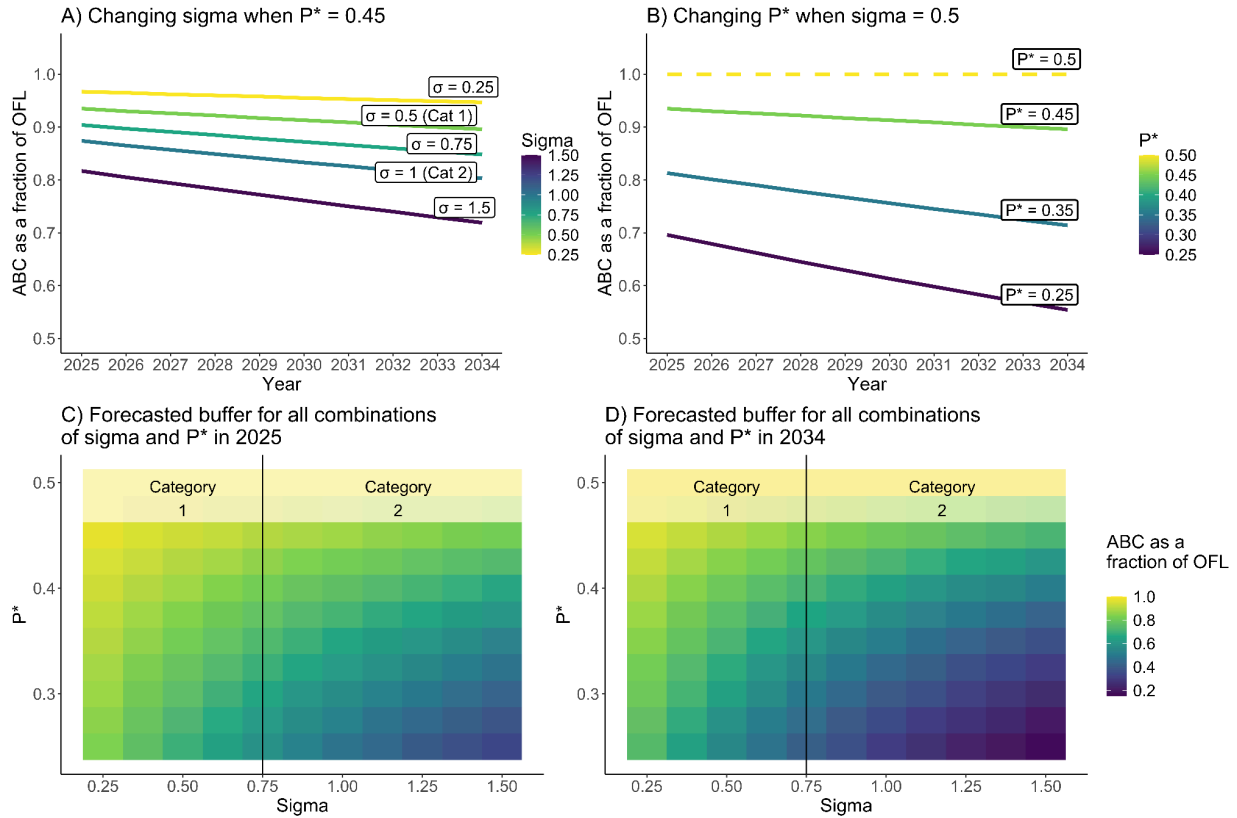 A) Changing sigma when P* = 0.45
ABC as a fraction of OFL
1.0
0.9
0.8
0.7
0.6
0.5
σ = 0.25
σ = 0.5 (Cat 1)
σ = 0.75
σ = 1 (Cat 2)
σ = 1.5
2025 2026 2027 2028 2029 2030 2031 2032 2033 2034
Year
Sigma
1.50
1.25
1.00
0.75
0.50
0.25
B) Changing P* when sigma = 0.5
ABC as a fraction of OFL
1.0
0.9
0.8
0.7
0.6
0.5
P* = 0.5
P* = 0.45
P* = 0.35
P* = 0.25
2025 2026 2027 2028 2029 2030 2031 2032 2033 2034
Year
P*
0.50
0.45
0.40
0.35
0.30
0.25
C) Forecasted buffer for all combinations
of sigma and P* in 2025
P*
0.5
0.4
0.3
Category
1
Category
2
0.25 0.50 0.75 1.00 1.25 1.50
Sigma
D) Forecasted buffer for all combinations
of sigma and P* in 2034
P*
0.5
0.4
0.3
Category
1
Category
2
0.25 0.50 0.75 1.00 1.25 1.50
Sigma
ABC as a
fraction of OFL
1.0
0.8
0.6
0.4
0.2